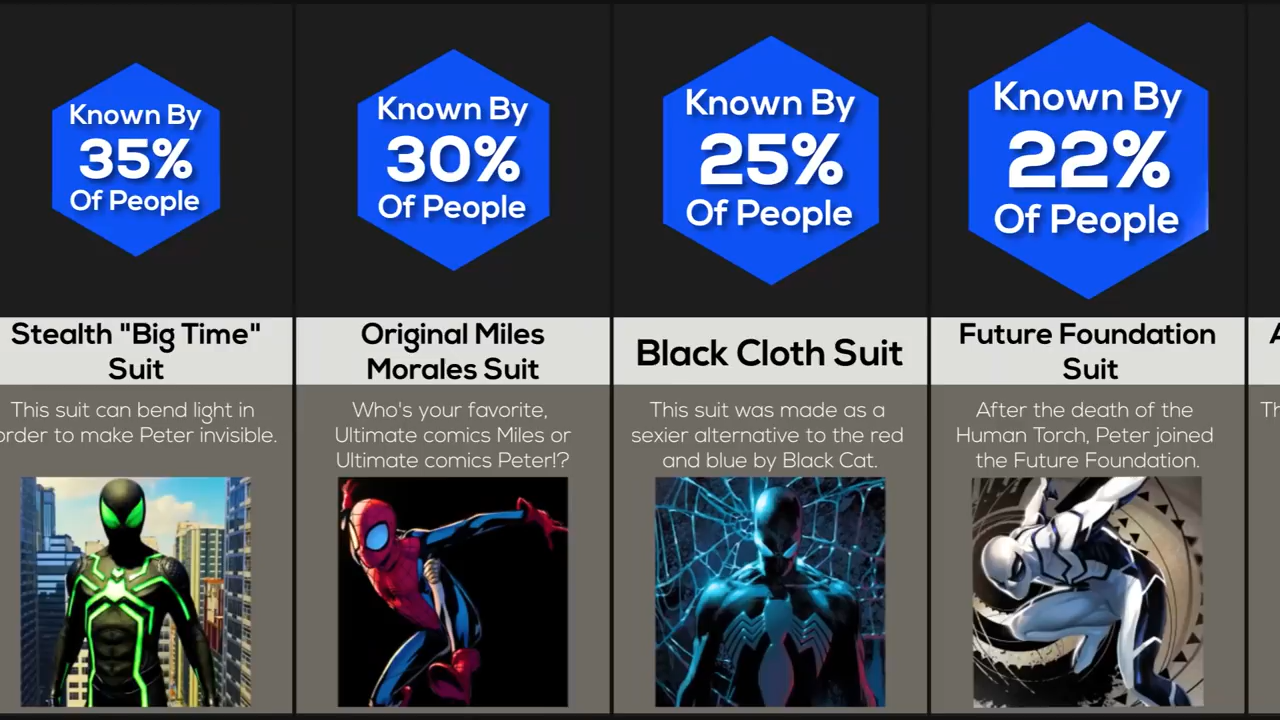 Known By
35%
Of People
Stealth "Big Time"
Suit
This suit can bend light in
order to make Peter invisible.
Known By
30%
Of People
Original Miles
Morales Suit
Who's your favorite,
Ultimate comics Miles or
Ultimate comics Peter!?
Known By
25%
Of People
Black Cloth Suit
This suit was made as a
sexier alternative to the red
and blue by Black Cat.
Known By
22%
Of People
Future Foundation
Suit
After the death of the
Human Torch, Peter joined
the Future Foundation.